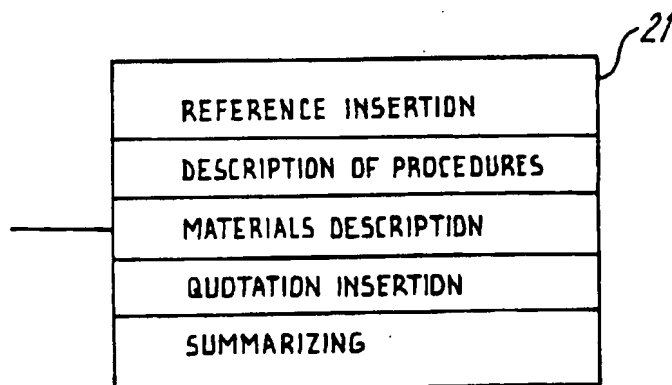 21
REFERENCE INSERTION
DESCRIPTION OF PROCEDURES
MATERIALS DESCRIPTION
QUOTATION INSERTION
SUMMARIZING